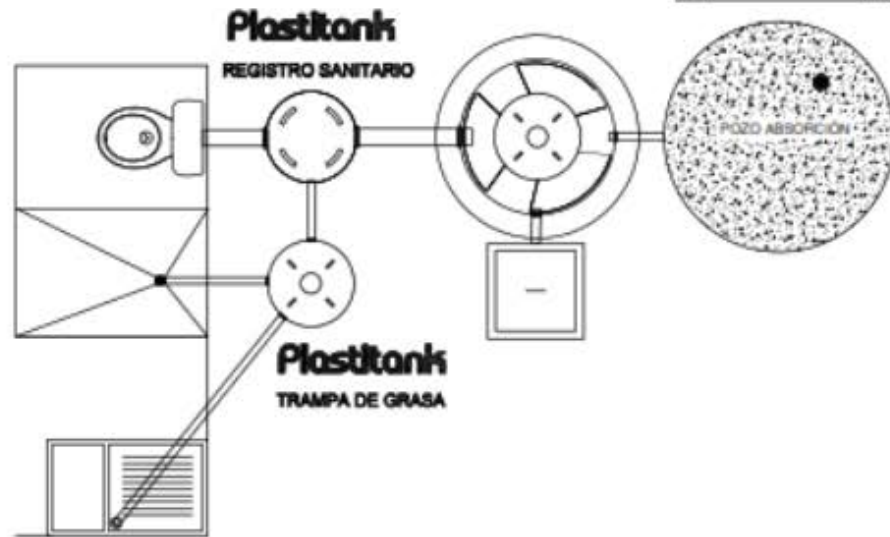 Plastitank
REGISTRO SANITARIO
POZO ABSORCION
Plastitank
TRAMPA DE GRASA